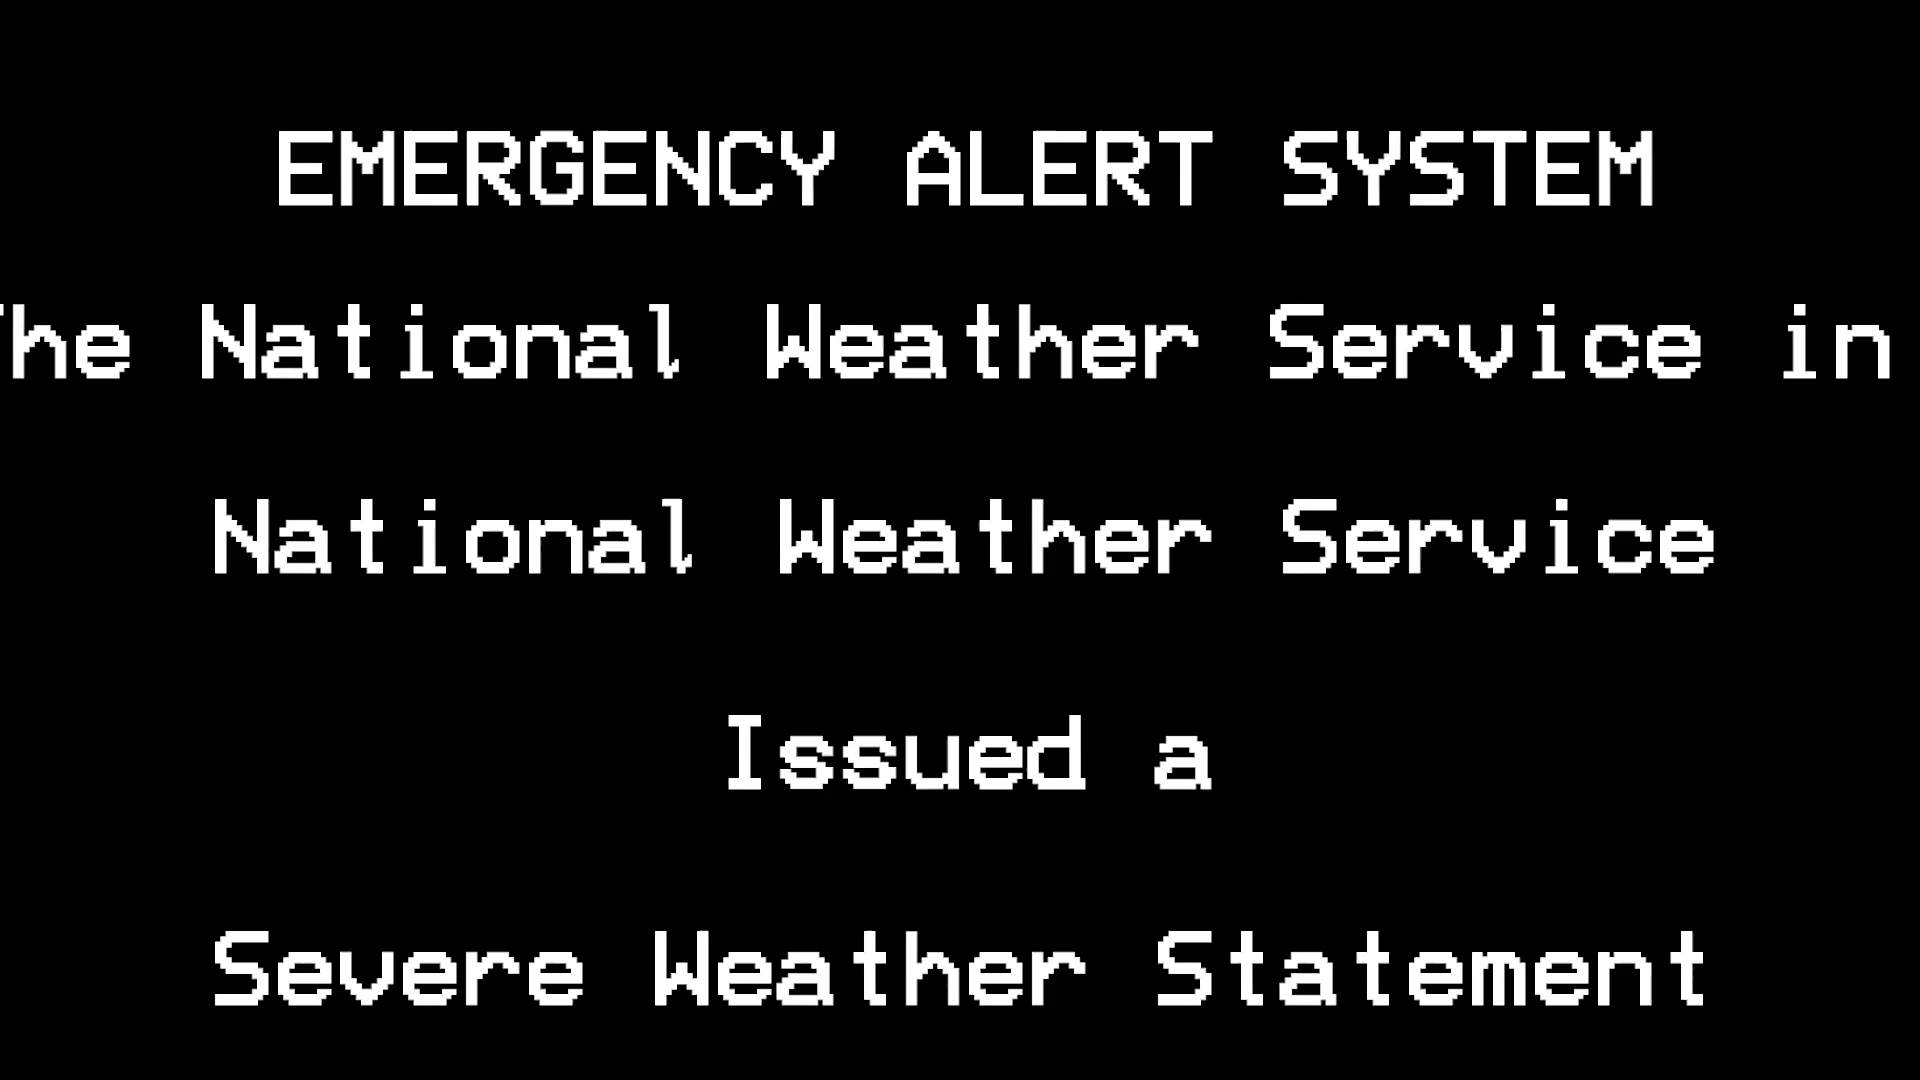 EMERGENCY ALERT SYSTEM
The National Weather Service in
National Weather Service
Issued a
Severe Weather Statement